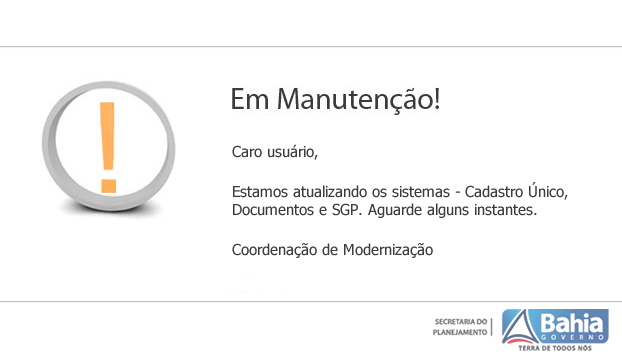 !
Em Manutenção!
Caro usuário,
Estamos atualizando os sistemas - Cadastro Único,
Documentos e SGP. Aguarde alguns instantes.
Coordenação de Modernização
SECRETARIA DO
PLANEJAMENTO
Bahia
GOVERNO
TERRA DE TODOS NÓS